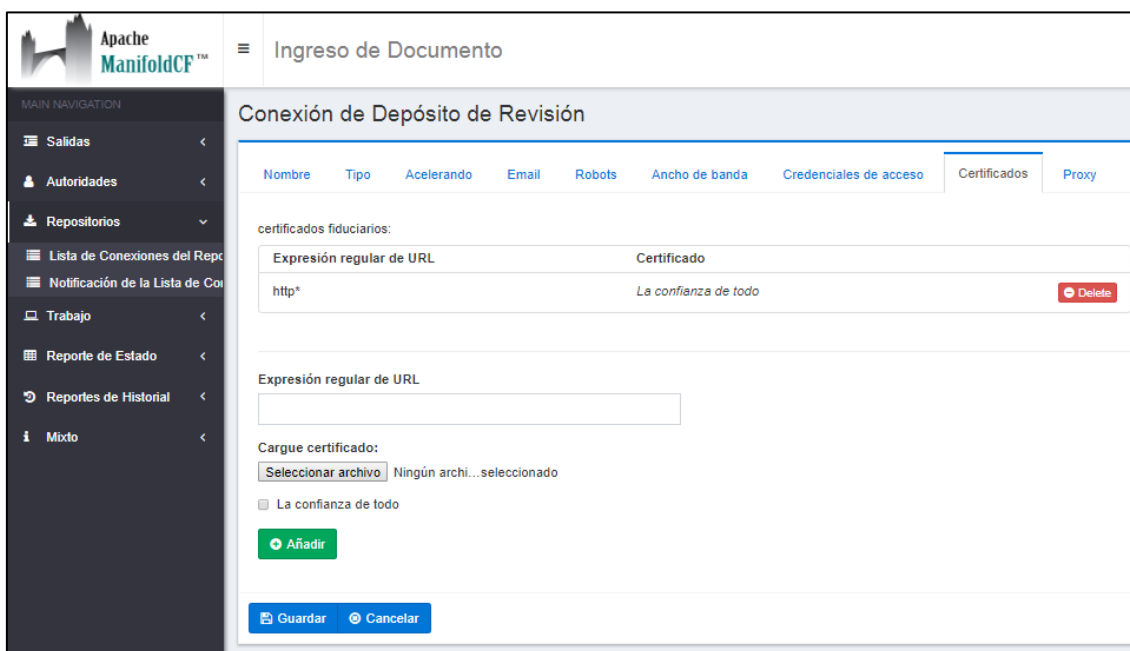 Apache
ManifoldCF™
Ingreso de Documento
MAIN NAVIGATION
Salidas
Autoridades
Repositorios
Lista de Conexiones del Repo
Notificación de la Lista de Co
Trabajo
Reporte de Estado
Reportes de Historial
Mixto
Conexión de Depósito de Revisión
Nombre Tipo Acelerando Email Robots Ancho de banda Credenciales de acceso Certificados Proxy
certificados fiduciarios:
Expresión regular de URL Certificado
http* La confianza de todo Delete
Expresión regular de URL
Cargue certificado:
Seleccionar archivo Ningún archi...seleccionado
La confianza de todo
Añadir
Guardar Cancelar